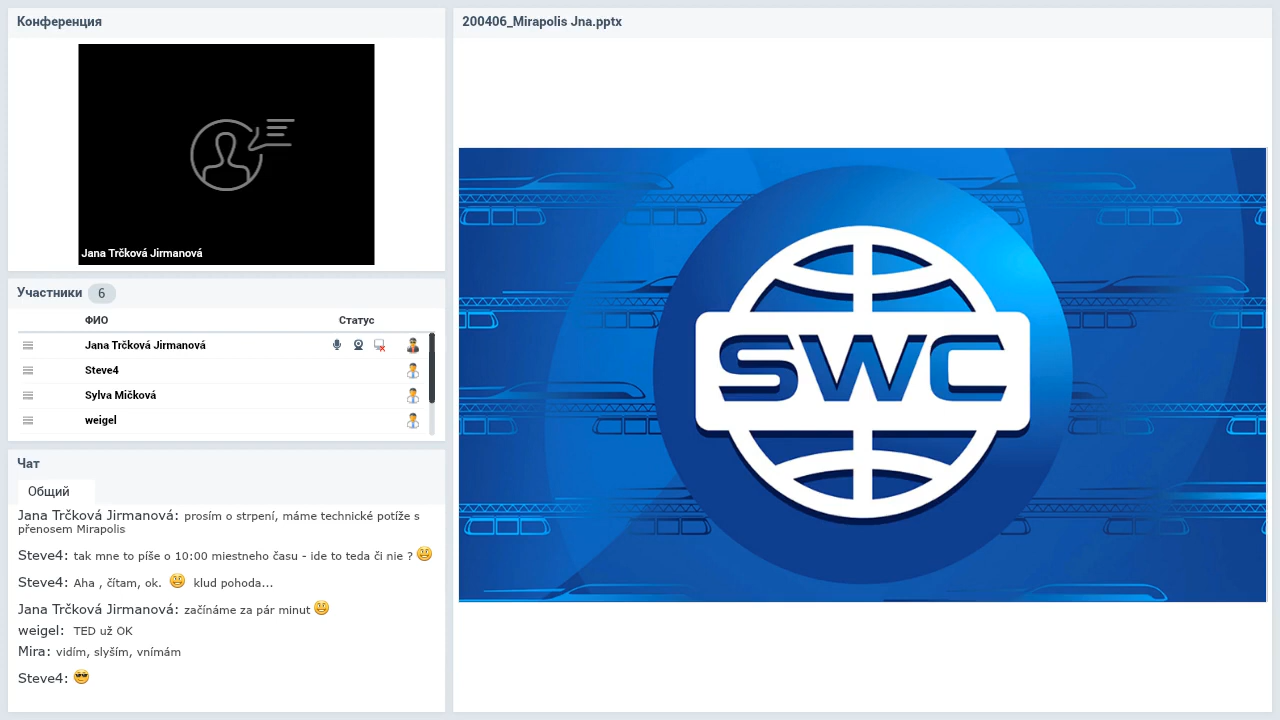 Конференция
Jana Trčková Jirmanová
Участники 6
ФИО Статус
Jana Trčková Jirmanová
Steve4
Sylva Mičková
weigel
Чат
Общий
Jana Trčková Jirmanová: prosím o strpení, máme technické potíže s
přenosem Mirapolis
Steve4: tak mne to píše o 10:00 miestneho času - ide to teda či nie ?
Steve4: Aha , čítam, ok. klud pohoda...
Jana Trčková Jirmanová: začínáme za pár minut
weigel: TED už OK
Mira: vidím, slyším, vnímám
Steve4:
200406_Mirapolis Jna.pptx
SWC